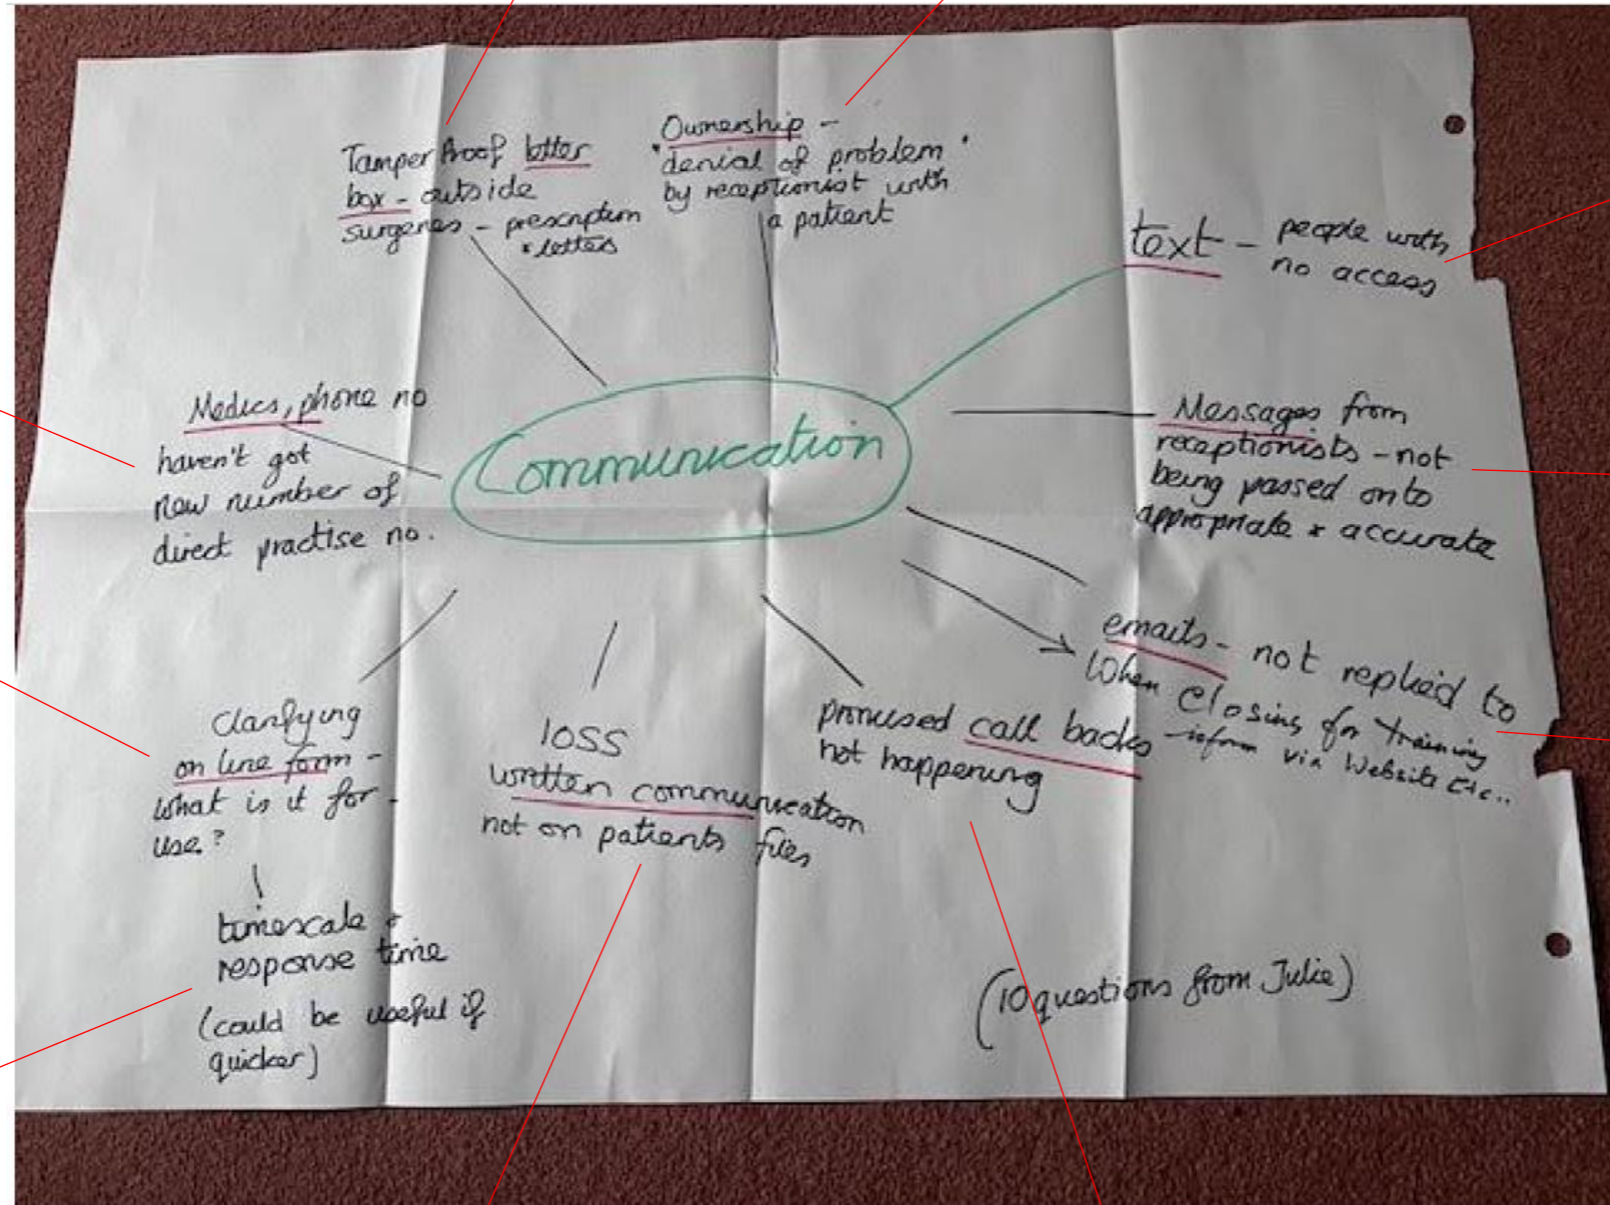 Tamper Proof letter
box - outside
surgeries - prescription
& letters
Ownership -
"denial of problem"
by receptionist with
a patient
text - people with
no access
Medics, phone no
haven't got
new number of
direct practise no.
Communication
Messages from
receptionists - not
being passed onto
appropriate & accurate
emails - not replied to
When Closing for training
- inform via Website Etc..
promised call backs
not happening
loss
written communication
not on patients files
Clarifying
on line form -
what is it for -
use?
timescale &
response time
(could be useful if
quicker)
(10 questions from Julie)